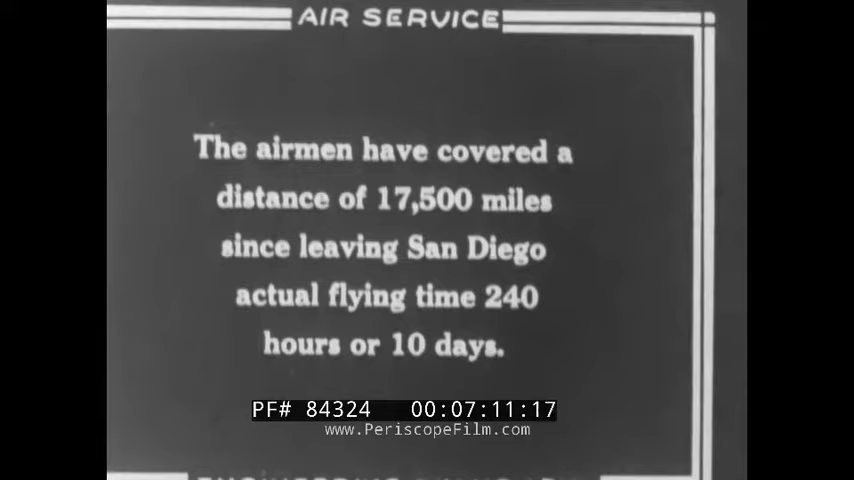 AIR SERVICE
The airmen have covered a
distance of 17,500 miles
since leaving San Diego
actual flying time 240
hours or 10 days.
PF# 84324 00:07:11:17
www.PeriscopeFilm.com
ENGINEERING